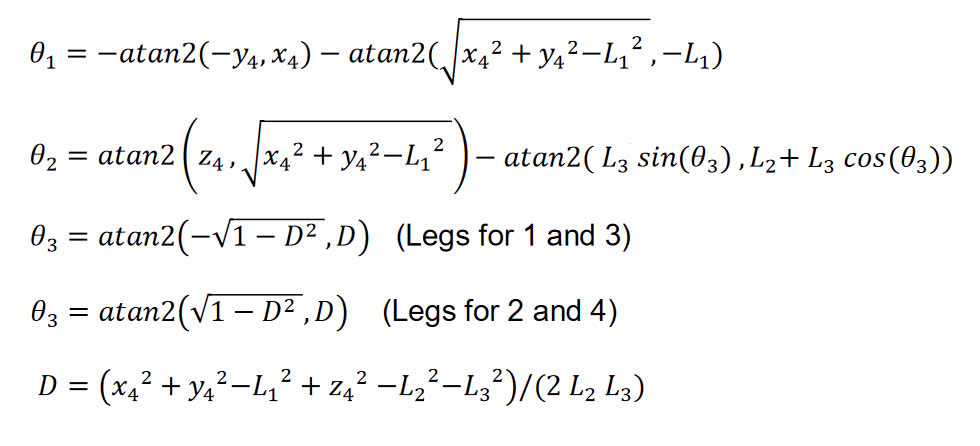 θ₁ = −atan2(−y₄, x₄) − atan2(√(x₄² + y₄²−L₁²) ,−L₁)
θ₂ = atan2(z₄ , √(x₄² + y₄²−L₁²)) − atan2( L₃ sin(θ₃) , L₂+ L₃ cos(θ₃))
θ₃ = atan2(−√(1 − D²) , D) (Legs for 1 and 3)
θ₃ = atan2(√(1 − D²) , D) (Legs for 2 and 4)
D = (x₄² + y₄²−L₁² + z₄² −L₂²−L₃²)/(2 L₂ L₃)